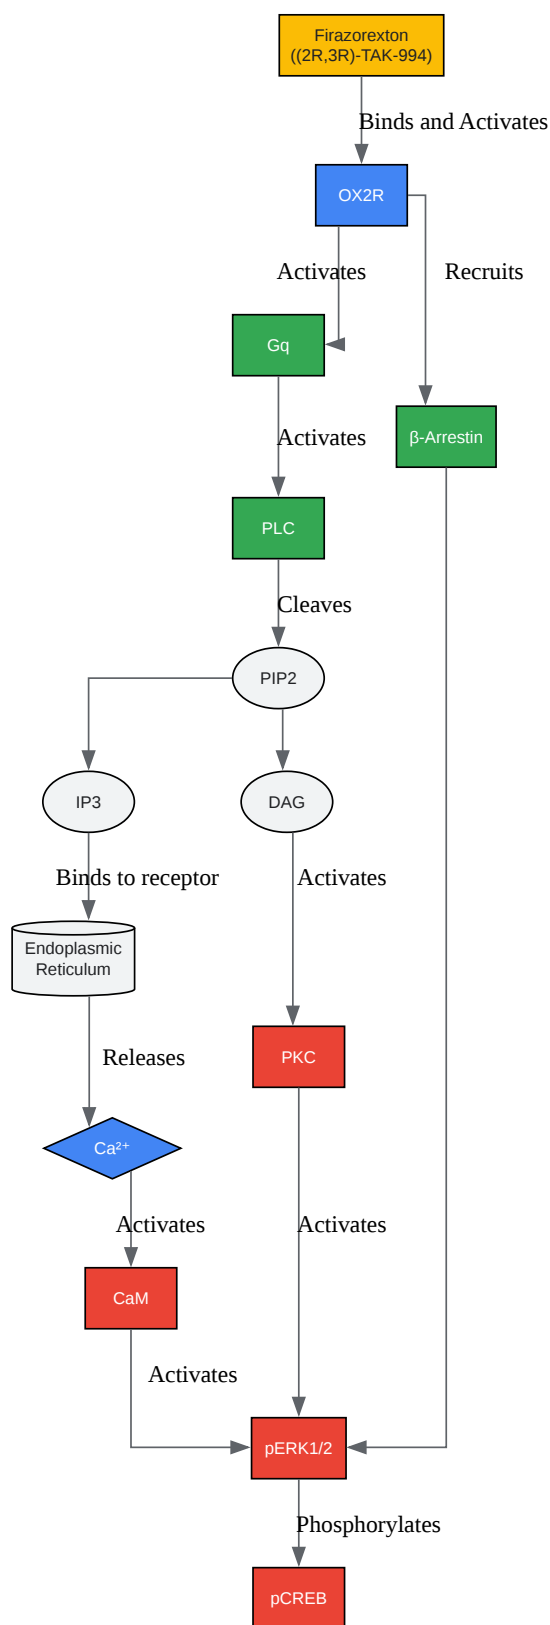 Firazorexton
((2R,3R)-TAK-994)
Binds and Activates
OX2R
Activates
Recruits
Gq
β-Arrestin
Activates
PLC
Cleaves
PIP2
IP3
DAG
Binds to receptor
Activates
Endoplasmic
Reticulum
PKC
Releases
Ca²⁺
Activates
Activates
CaM
Activates
pERK1/2
Phosphorylates
pCREB